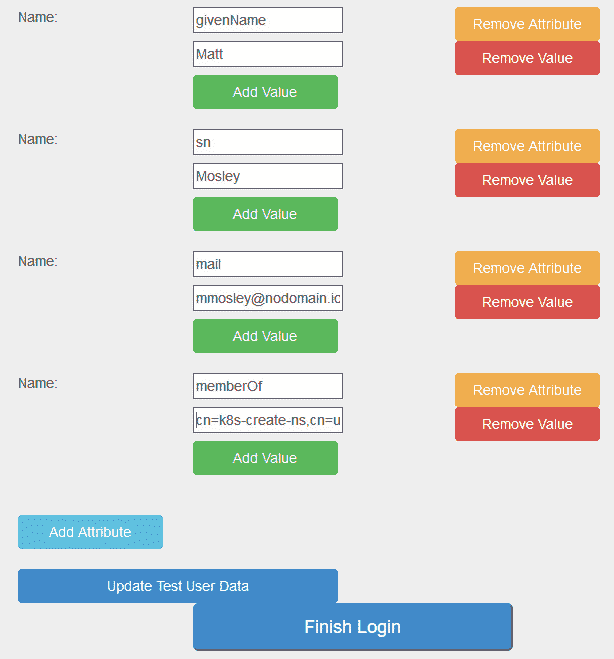 Name: givenName Remove Attribute
Matt Remove Value
Add Value
Name: sn Remove Attribute
Mosley Remove Value
Add Value
Name: mail Remove Attribute
mmosley@nodomain.io Remove Value
Add Value
Name: memberOf Remove Attribute
cn=k8s-create-ns,cn=u Remove Value
Add Value
Add Attribute
Update Test User Data
Finish Login